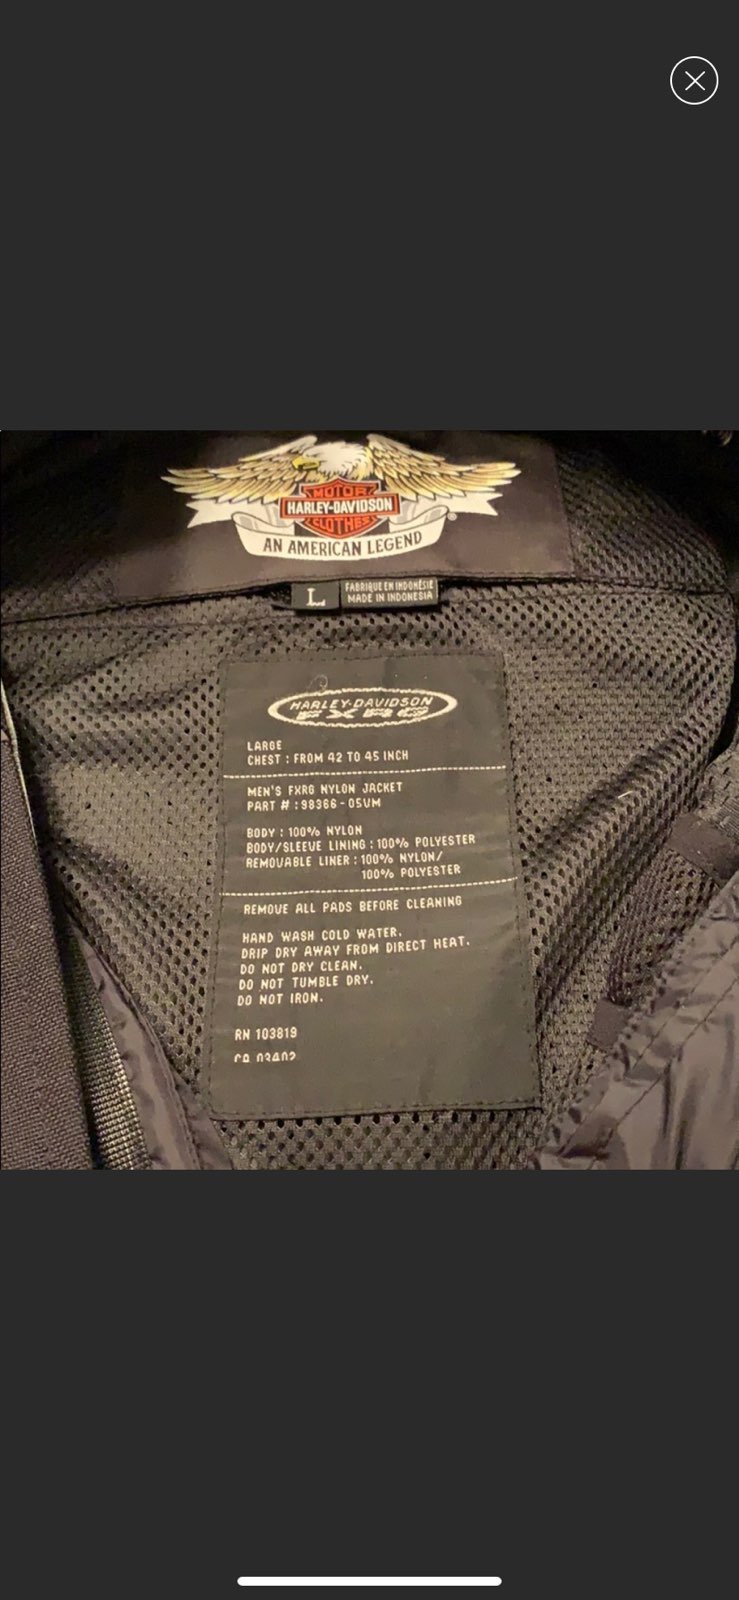 MOTOR
HARLEY-DAVIDSON
CLOTHES
®
AN AMERICAN LEGEND
L
FABRIQUE EN INDONÉSIE
MADE IN INDONESIA
HARLEY-DAVIDSON
FXRG
LARGE
CHEST : FROM 42 TO 45 INCH
MEN'S FXRG NYLON JACKET
PART # : 98366-05VM
BODY : 100% NYLON
BODY/SLEEVE LINING : 100% POLYESTER
REMOVABLE LINER : 100% NYLON/
100% POLYESTER
REMOVE ALL PADS BEFORE CLEANING
HAND WASH COLD WATER.
DRIP DRY AWAY FROM DIRECT HEAT.
DO NOT DRY CLEAN.
DO NOT TUMBLE DRY.
DO NOT IRON.
RN 103819
CA 03402